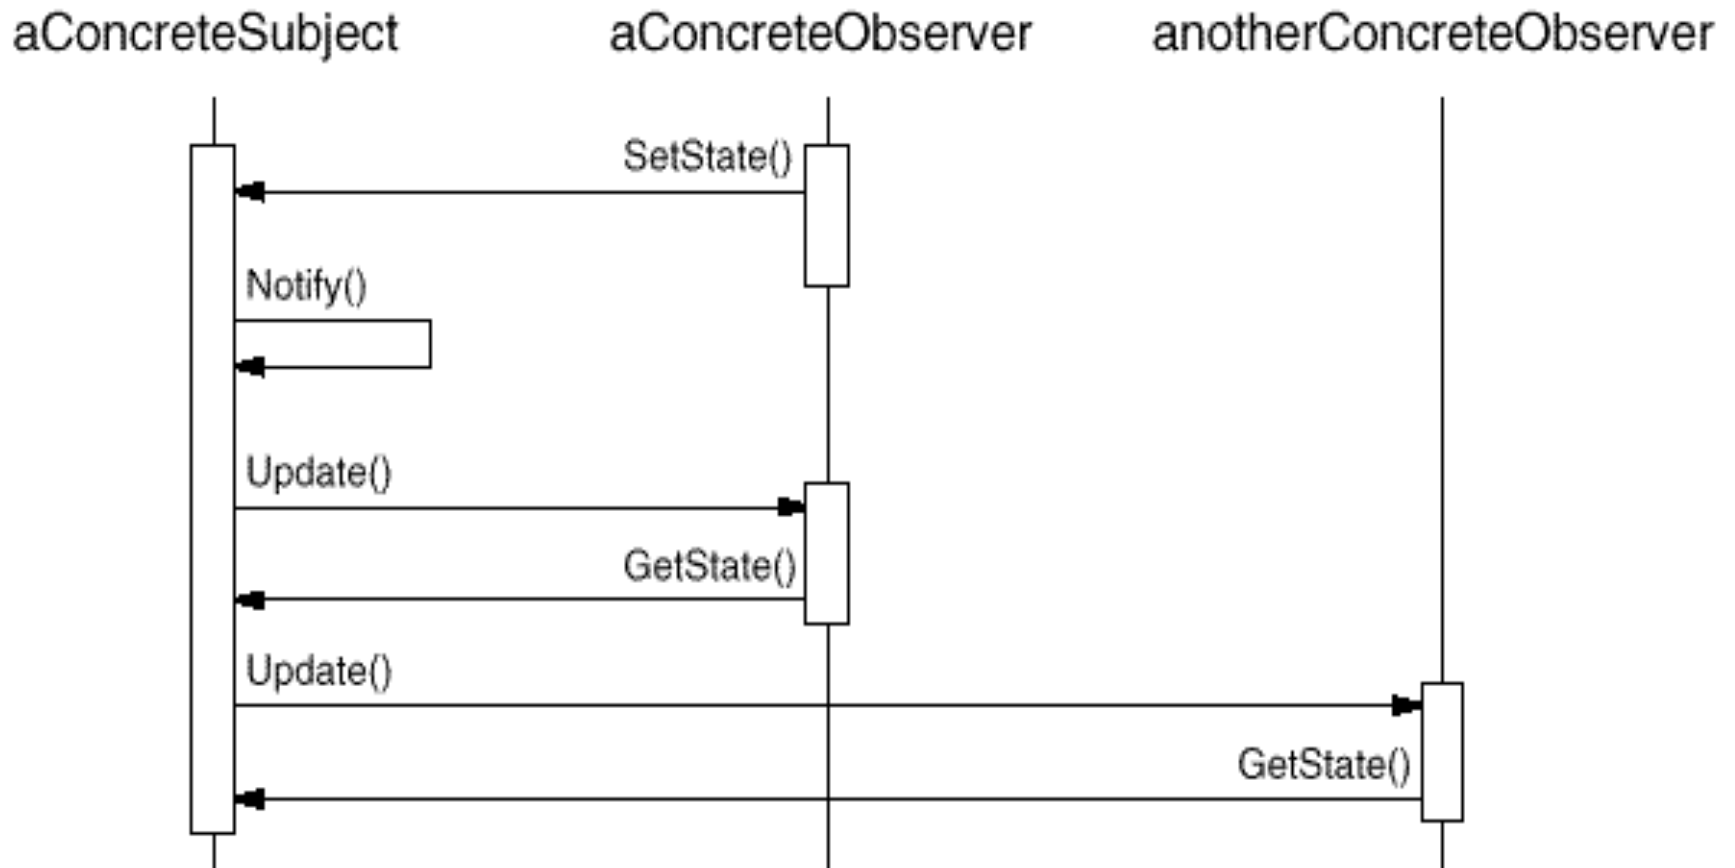 aConcreteSubject
aConcreteObserver
anotherConcreteObserver
SetState()
Notify()
Update()
GetState()
Update()
GetState()